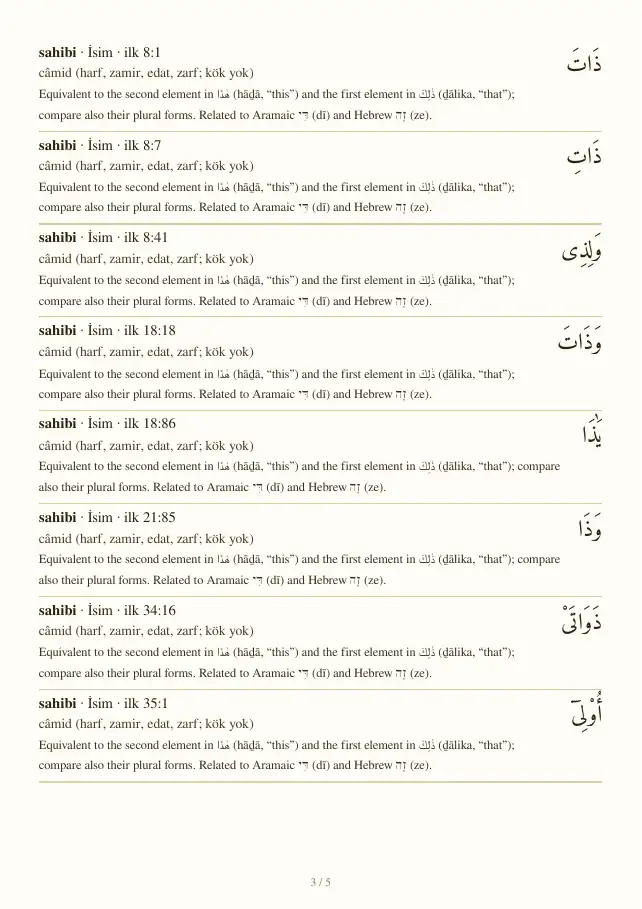 sahibi · İsim · ilk 8:1
ذَاتَ
câmid (harf, zamir, edat, zarf; kök yok)
Equivalent to the second element in هٰذَا (hāḏā, “this”) and the first element in ذٰلِكَ (ḏālika, “that”);
compare also their plural forms. Related to Aramaic דִּי (dī) and Hebrew זֶה (ze).
sahibi · İsim · ilk 8:7
ذَاتِ
câmid (harf, zamir, edat, zarf; kök yok)
Equivalent to the second element in هٰذَا (hāḏā, “this”) and the first element in ذٰلِكَ (ḏālika, “that”);
compare also their plural forms. Related to Aramaic דִּי (dī) and Hebrew זֶה (ze).
sahibi · İsim · ilk 8:41
وَلِذِى
câmid (harf, zamir, edat, zarf; kök yok)
Equivalent to the second element in هٰذَا (hāḏā, “this”) and the first element in ذٰلِكَ (ḏālika, “that”);
compare also their plural forms. Related to Aramaic דִּי (dī) and Hebrew זֶה (ze).
sahibi · İsim · ilk 18:18
وَذَاتَ
câmid (harf, zamir, edat, zarf; kök yok)
Equivalent to the second element in هٰذَا (hāḏā, “this”) and the first element in ذٰلِكَ (ḏālika, “that”);
compare also their plural forms. Related to Aramaic דִּי (dī) and Hebrew זֶה (ze).
sahibi · İsim · ilk 18:86
يَٰذَا
câmid (harf, zamir, edat, zarf; kök yok)
Equivalent to the second element in هٰذَا (hāḏā, “this”) and the first element in ذٰلِكَ (ḏālika, “that”); compare
also their plural forms. Related to Aramaic דִּי (dī) and Hebrew זֶה (ze).
sahibi · İsim · ilk 21:85
وَذَا
câmid (harf, zamir, edat, zarf; kök yok)
Equivalent to the second element in هٰذَا (hāḏā, “this”) and the first element in ذٰلِكَ (ḏālika, “that”); compare
also their plural forms. Related to Aramaic דִּי (dī) and Hebrew זֶה (ze).
sahibi · İsim · ilk 34:16
ذَوَاتَىْ
câmid (harf, zamir, edat, zarf; kök yok)
Equivalent to the second element in هٰذَا (hāḏā, “this”) and the first element in ذٰلِكَ (ḏālika, “that”);
compare also their plural forms. Related to Aramaic דִּי (dī) and Hebrew זֶה (ze).
sahibi · İsim · ilk 35:1
أُوْلِىٓ
câmid (harf, zamir, edat, zarf; kök yok)
Equivalent to the second element in هٰذَا (hāḏā, “this”) and the first element in ذٰلِكَ (ḏālika, “that”);
compare also their plural forms. Related to Aramaic דִּי (dī) and Hebrew זֶה (ze).
3 / 5